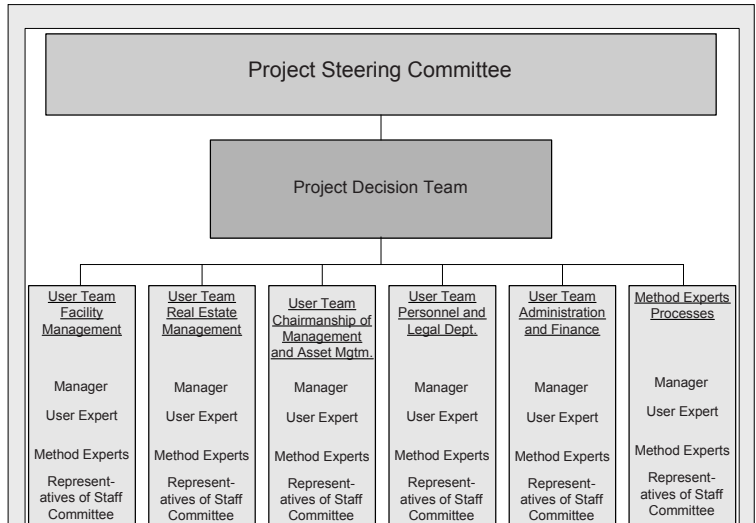 Project Steering Committee
Project Decision Team
User Team
Facility
Management
Manager
User Expert
Method Experts
Represent-
atives of Staff
Committee
User Team
Real Estate
Management
Manager
User Expert
Method Experts
Represent-
atives of Staff
Committee
User Team
Chairmanship of
Management
and Asset Mgtm.
Manager
User Expert
Method Experts
Represent-
atives of Staff
Committee
User Team
Personnel and
Legal Dept.
Manager
User Expert
Method Experts
Represent-
atives of Staff
Committee
User Team
Administration
and Finance
Manager
User Expert
Method Experts
Represent-
atives of Staff
Committee
Method Experts
Processes
Manager
User Expert
Method Experts
Represent-
atives of Staff
Committee